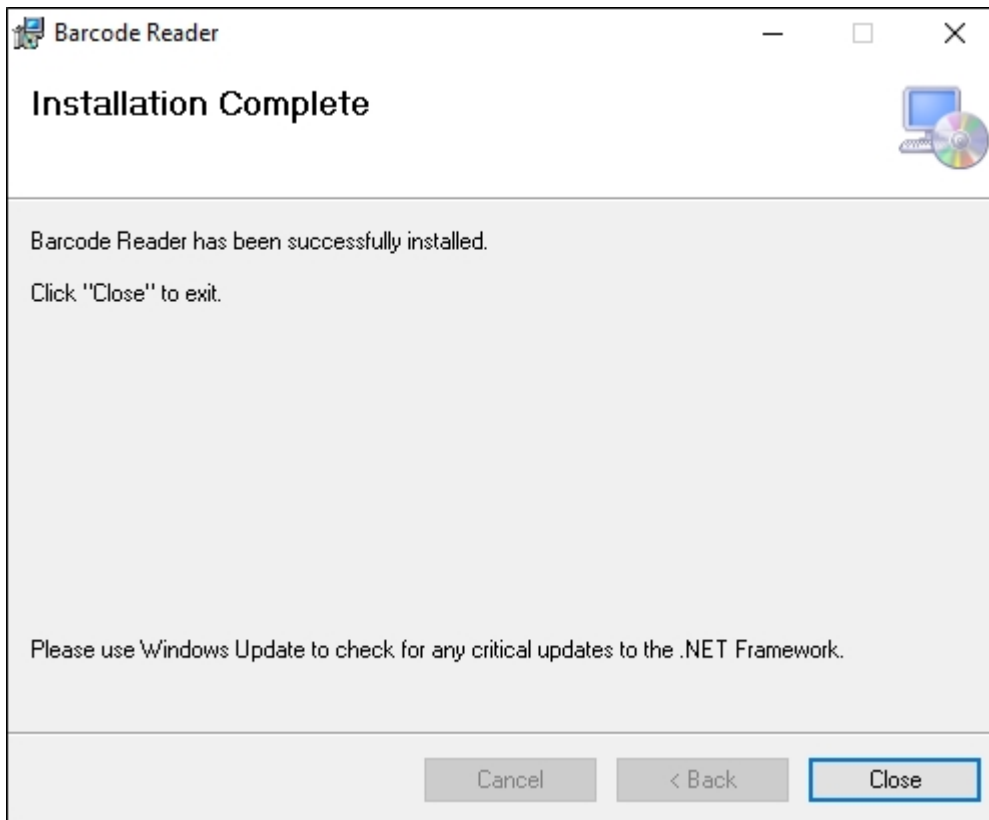 Barcode Reader
Installation Complete
Barcode Reader has been successfully installed.
Click "Close" to exit.
Please use Windows Update to check for any critical updates to the .NET Framework.
Cancel
< Back
Close